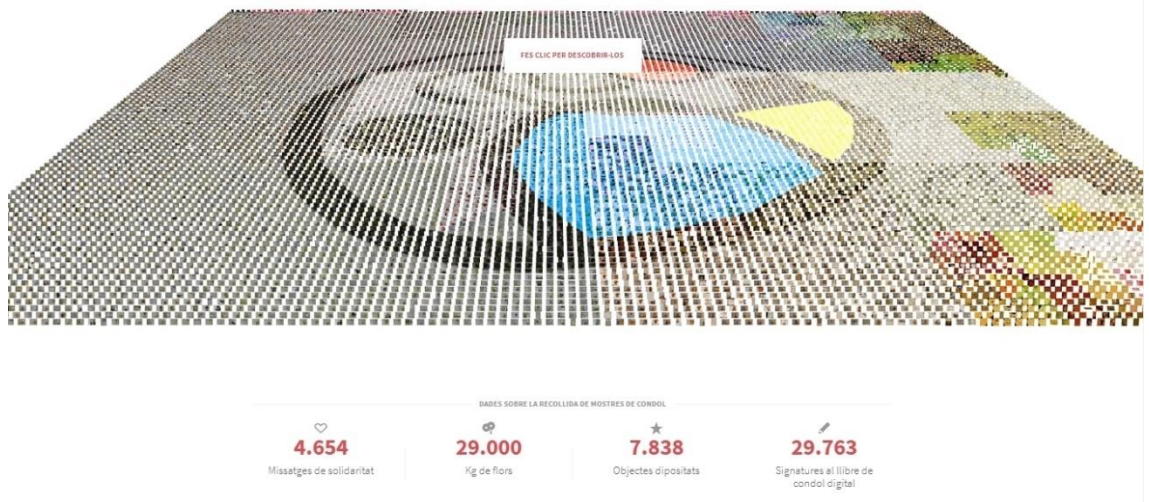 FES CLIC PER DESCOBRIR-LOS
DADES SOBRE LA RECOLLIDA DE MOSTRES DE CONDOL
4.654
Missatges de solidaritat
29.000
Kg de flors
7.838
Objectes dipositats
29.763
Signatures al llibre de
condol digital